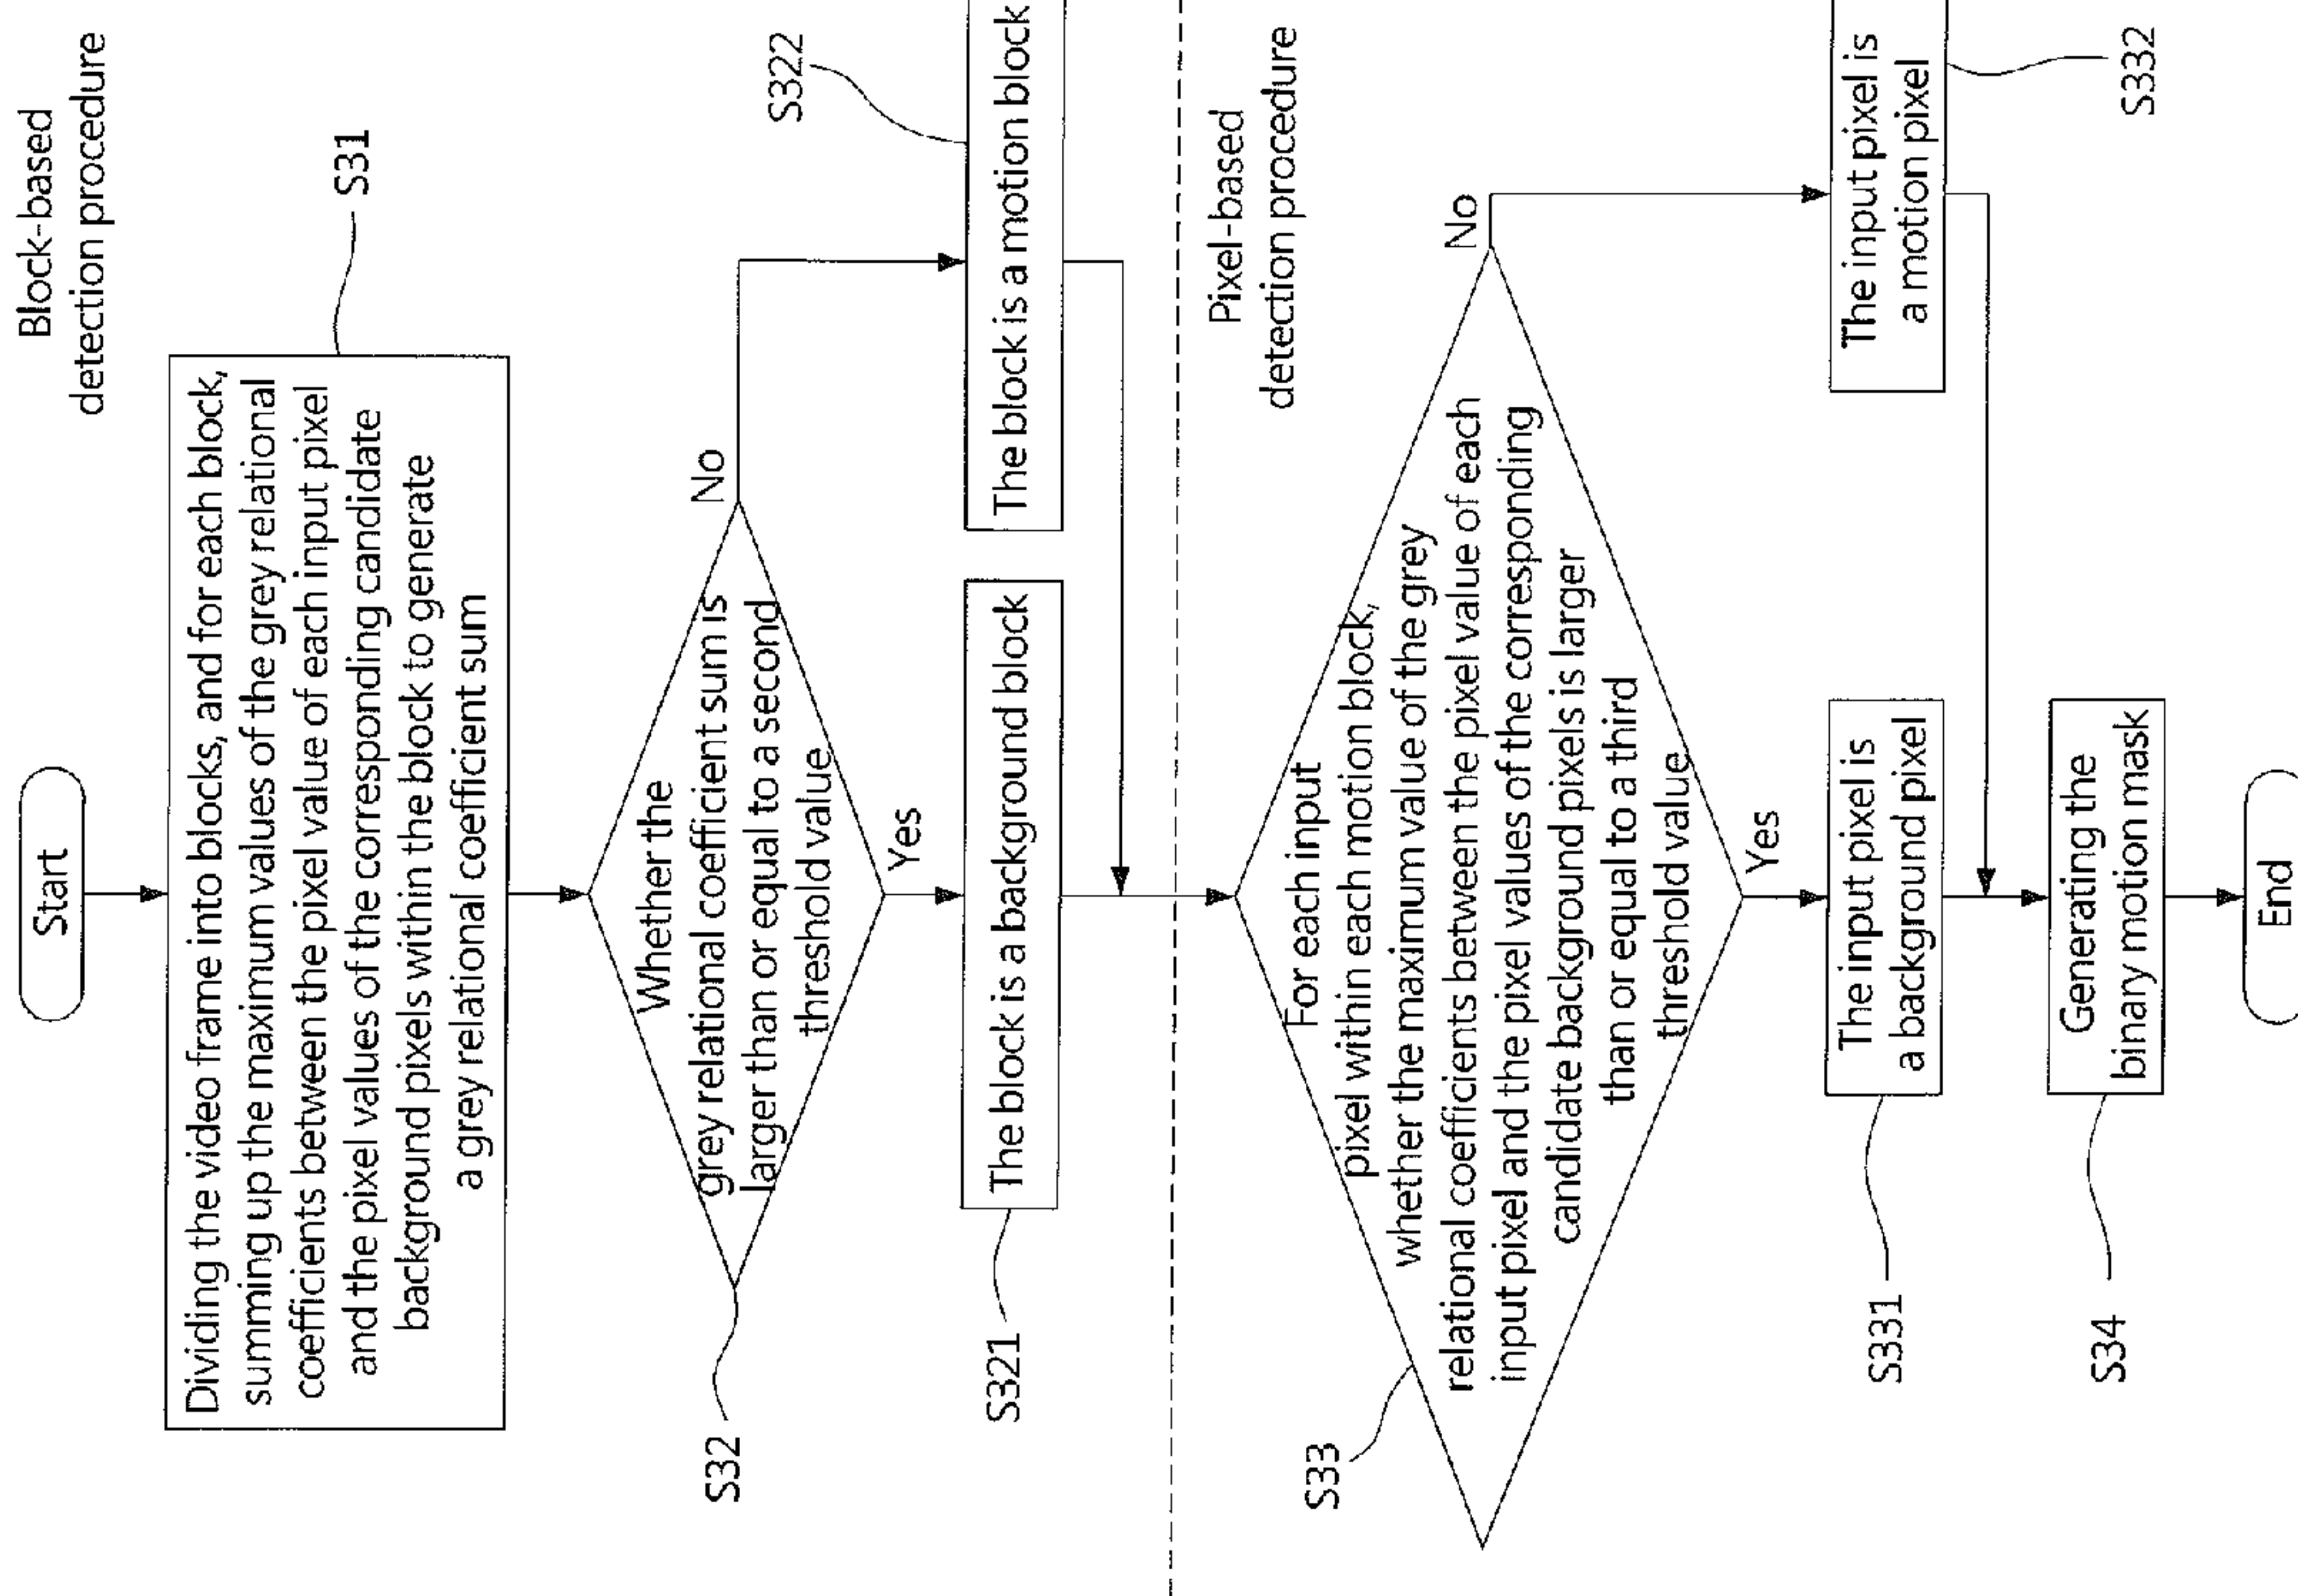 Block-based
detection procedure
Start
S31
Dividing the video frame into blocks, and for each block,
summing up the maximum values of the grey relational
coefficients between the pixel value of each input pixel
and the pixel values of the corresponding candidate
background pixels within the block to generate
a grey relational coefficient sum
S32
Whether the
grey relational coefficient sum is
larger than or equal to a second
threshold value
No
Yes
S321
The block is a background block
S322
The block is a motion block
Pixel-based
detection procedure
S33
For each input
pixel within each motion block,
whether the maximum value of the grey
relational coefficients between the pixel value of each
input pixel and the pixel values of the corresponding
candidate background pixels is larger
than or equal to a third
threshold value
No
Yes
S331
The input pixel is
a background pixel
The input pixel is
a motion pixel
S332
S34
Generating the
binary motion mask
End